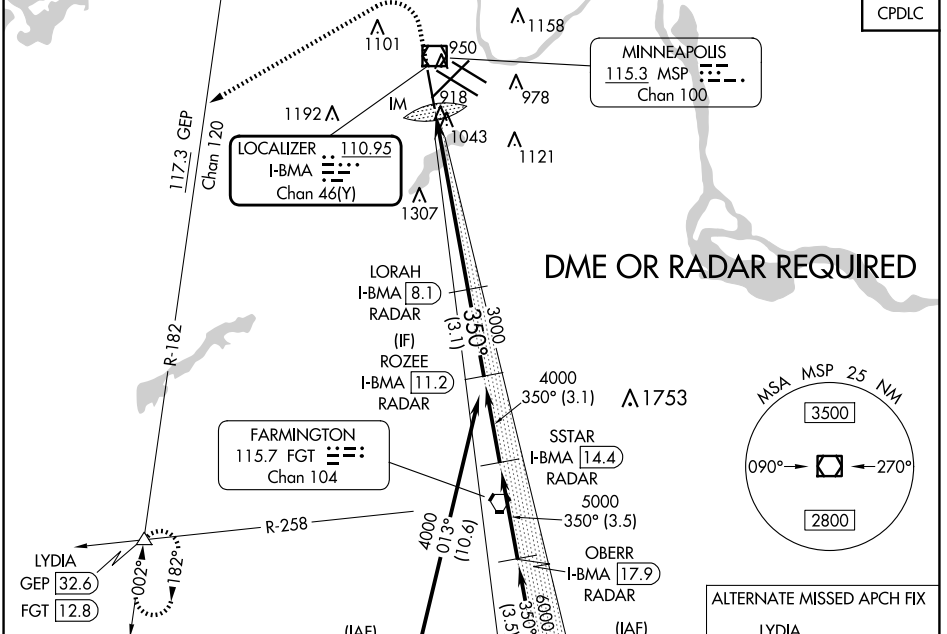 CPDLC
1158
1101
950
MINNEAPOLIS
115.3 MSP
Chan 100
978
918
IM
1192
1043
1121
117.3 GEP
Chan 120
LOCALIZER 110.95
I-BMA
Chan 46(Y)
1307
DME OR RADAR REQUIRED
LORAH
I-BMA 8.1
RADAR
3000
350°
(3.1)
(IF)
ROZEE
I-BMA 11.2
RADAR
R-182
4000
350° (3.1)
1753
MSA MSP 25 NM
3500
090°
270°
2800
FARMINGTON
115.7 FGT
Chan 104
SSTAR
I-BMA 14.4
RADAR
5000
350° (3.5)
R-258
4000
013°
(10.6)
OBERR
I-BMA 17.9
RADAR
LYDIA
GEP 32.6
FGT 12.8
002°
182°
6000
350°
(3.5)
(IAF)
(IAF)
ALTERNATE MISSED APCH FIX
LYDIA